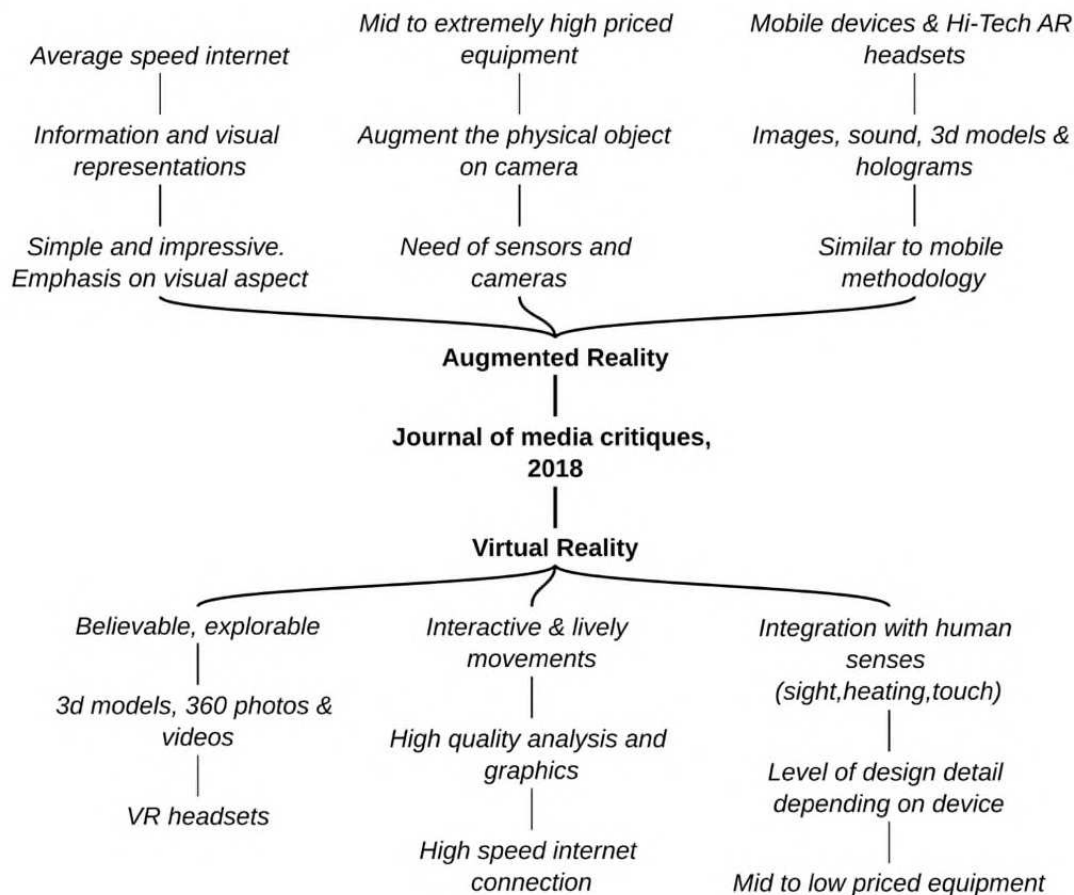 Average speed internet
Mid to extremely high priced
equipment
Mobile devices & Hi-Tech AR
headsets
Information and visual
representations
Augment the physical object
on camera
Images, sound, 3d models &
holograms
Simple and impressive.
Emphasis on visual aspect
Need of sensors and
cameras
Similar to mobile
methodology
Augmented Reality
Journal of media critiques,
2018
Virtual Reality
Believable, explorable
Interactive & lively
movements
Integration with human
senses
(sight,heating,touch)
3d models, 360 photos &
videos
High quality analysis and
graphics
Level of design detail
depending on device
VR headsets
High speed internet
connection
Mid to low priced equipment